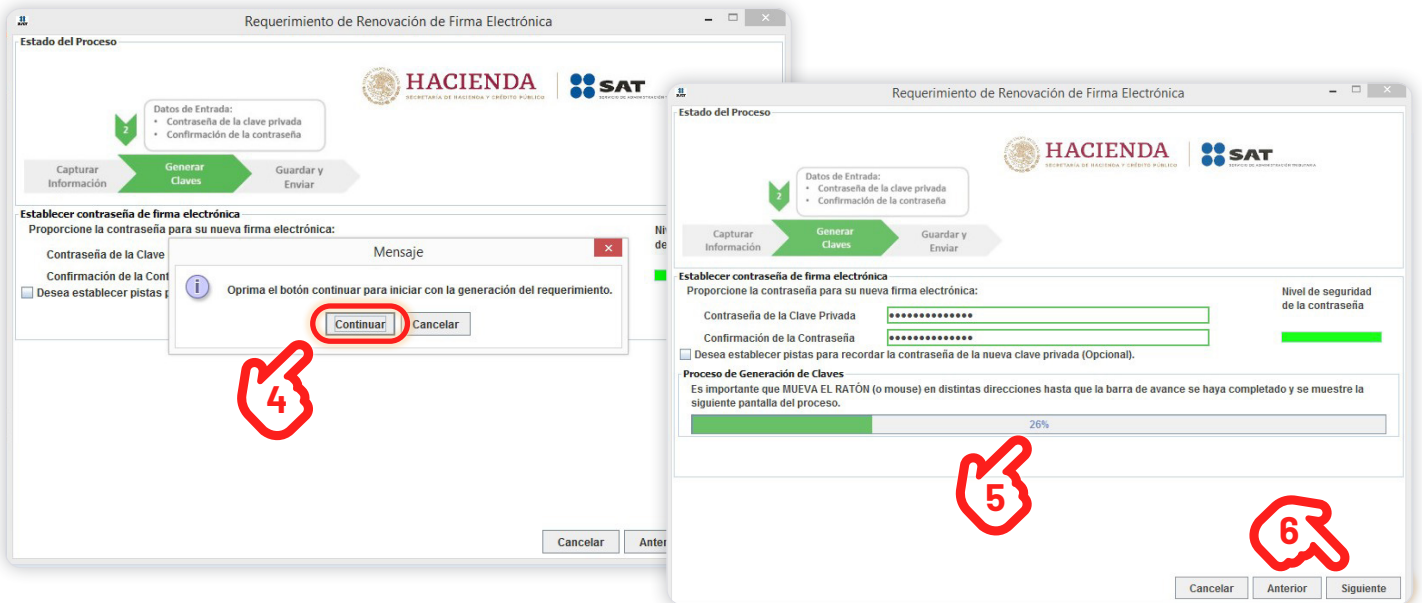 Requerimiento de Renovación de Firma Electrónica
Estado del Proceso
HACIENDA
SECRETARÍA DE HACIENDA Y CRÉDITO PÚBLICO
SAT
SERVICIO DE ADMINISTRACIÓN
Datos de Entrada:
• Contraseña de la clave privada
• Confirmación de la contraseña
2
Capturar
Información
Generar
Claves
Guardar y
Enviar
Establecer contraseña de firma electrónica
Proporcione la contraseña para su nueva firma electrónica:
Contraseña de la Clave
Confirmación de la Cont
Desea establecer pistas p
Mensaje
Oprima el botón continuar para iniciar con la generación del requerimiento.
Continuar
Cancelar
4
Cancelar
Requerimiento de Renovación de Firma Electrónica
Estado del Proceso
HACIENDA
SECRETARÍA DE HACIENDA Y CRÉDITO PÚBLICO
SAT
SERVICIO DE ADMINISTRACIÓN TRIBUTARIA
Datos de Entrada:
• Contraseña de la clave privada
• Confirmación de la contraseña
2
Capturar
Información
Generar
Claves
Guardar y
Enviar
Establecer contraseña de firma electrónica
Proporcione la contraseña para su nueva firma electrónica:
Nivel de seguridad
de la contraseña
Contraseña de la Clave Privada
Confirmación de la Contraseña
Desea establecer pistas para recordar la contraseña de la nueva clave privada (Opcional).
Proceso de Generación de Claves
Es importante que MUEVA EL RATÓN (o mouse) en distintas direcciones hasta que la barra de avance se haya completado y se muestre la
siguiente pantalla del proceso.
26%
5
6
Cancelar
Anterior
Siguiente